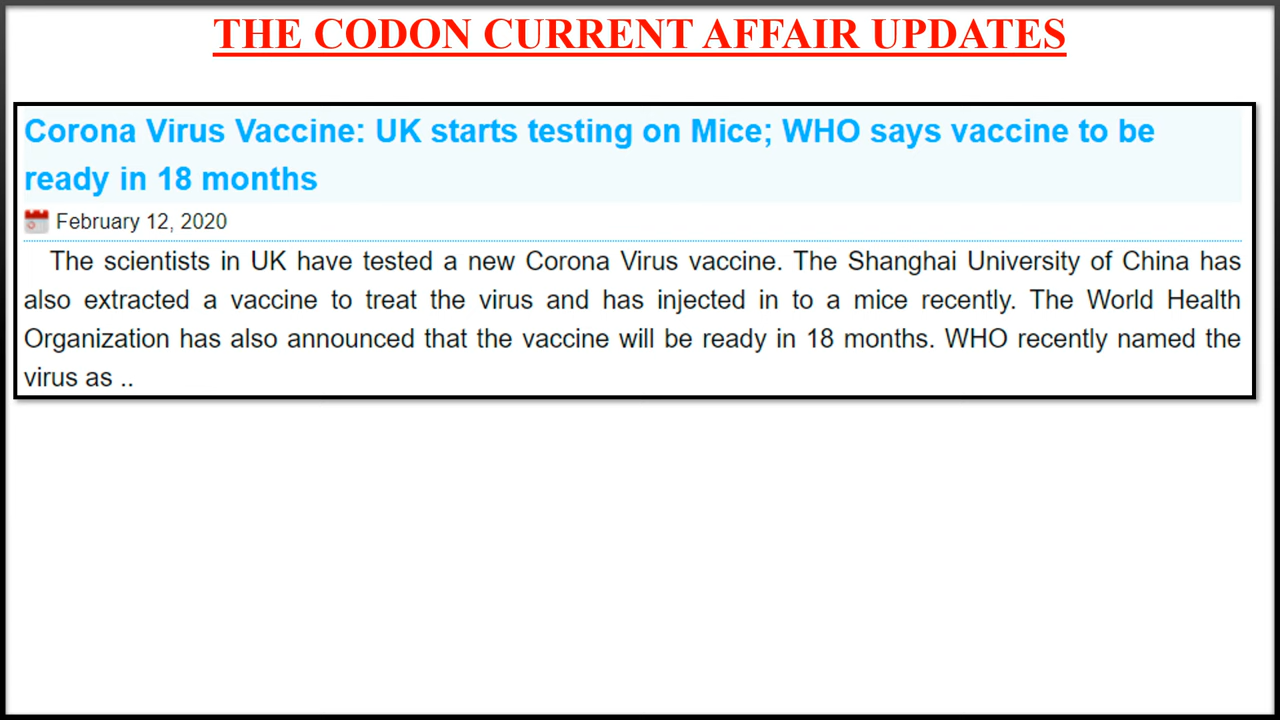 THE CODON CURRENT AFFAIR UPDATES
Corona Virus Vaccine: UK starts testing on Mice; WHO says vaccine to be
ready in 18 months
February 12, 2020
The scientists in UK have tested a new Corona Virus vaccine. The Shanghai University of China has
also extracted a vaccine to treat the virus and has injected in to a mice recently. The World Health
Organization has also announced that the vaccine will be ready in 18 months. WHO recently named the
virus as ..